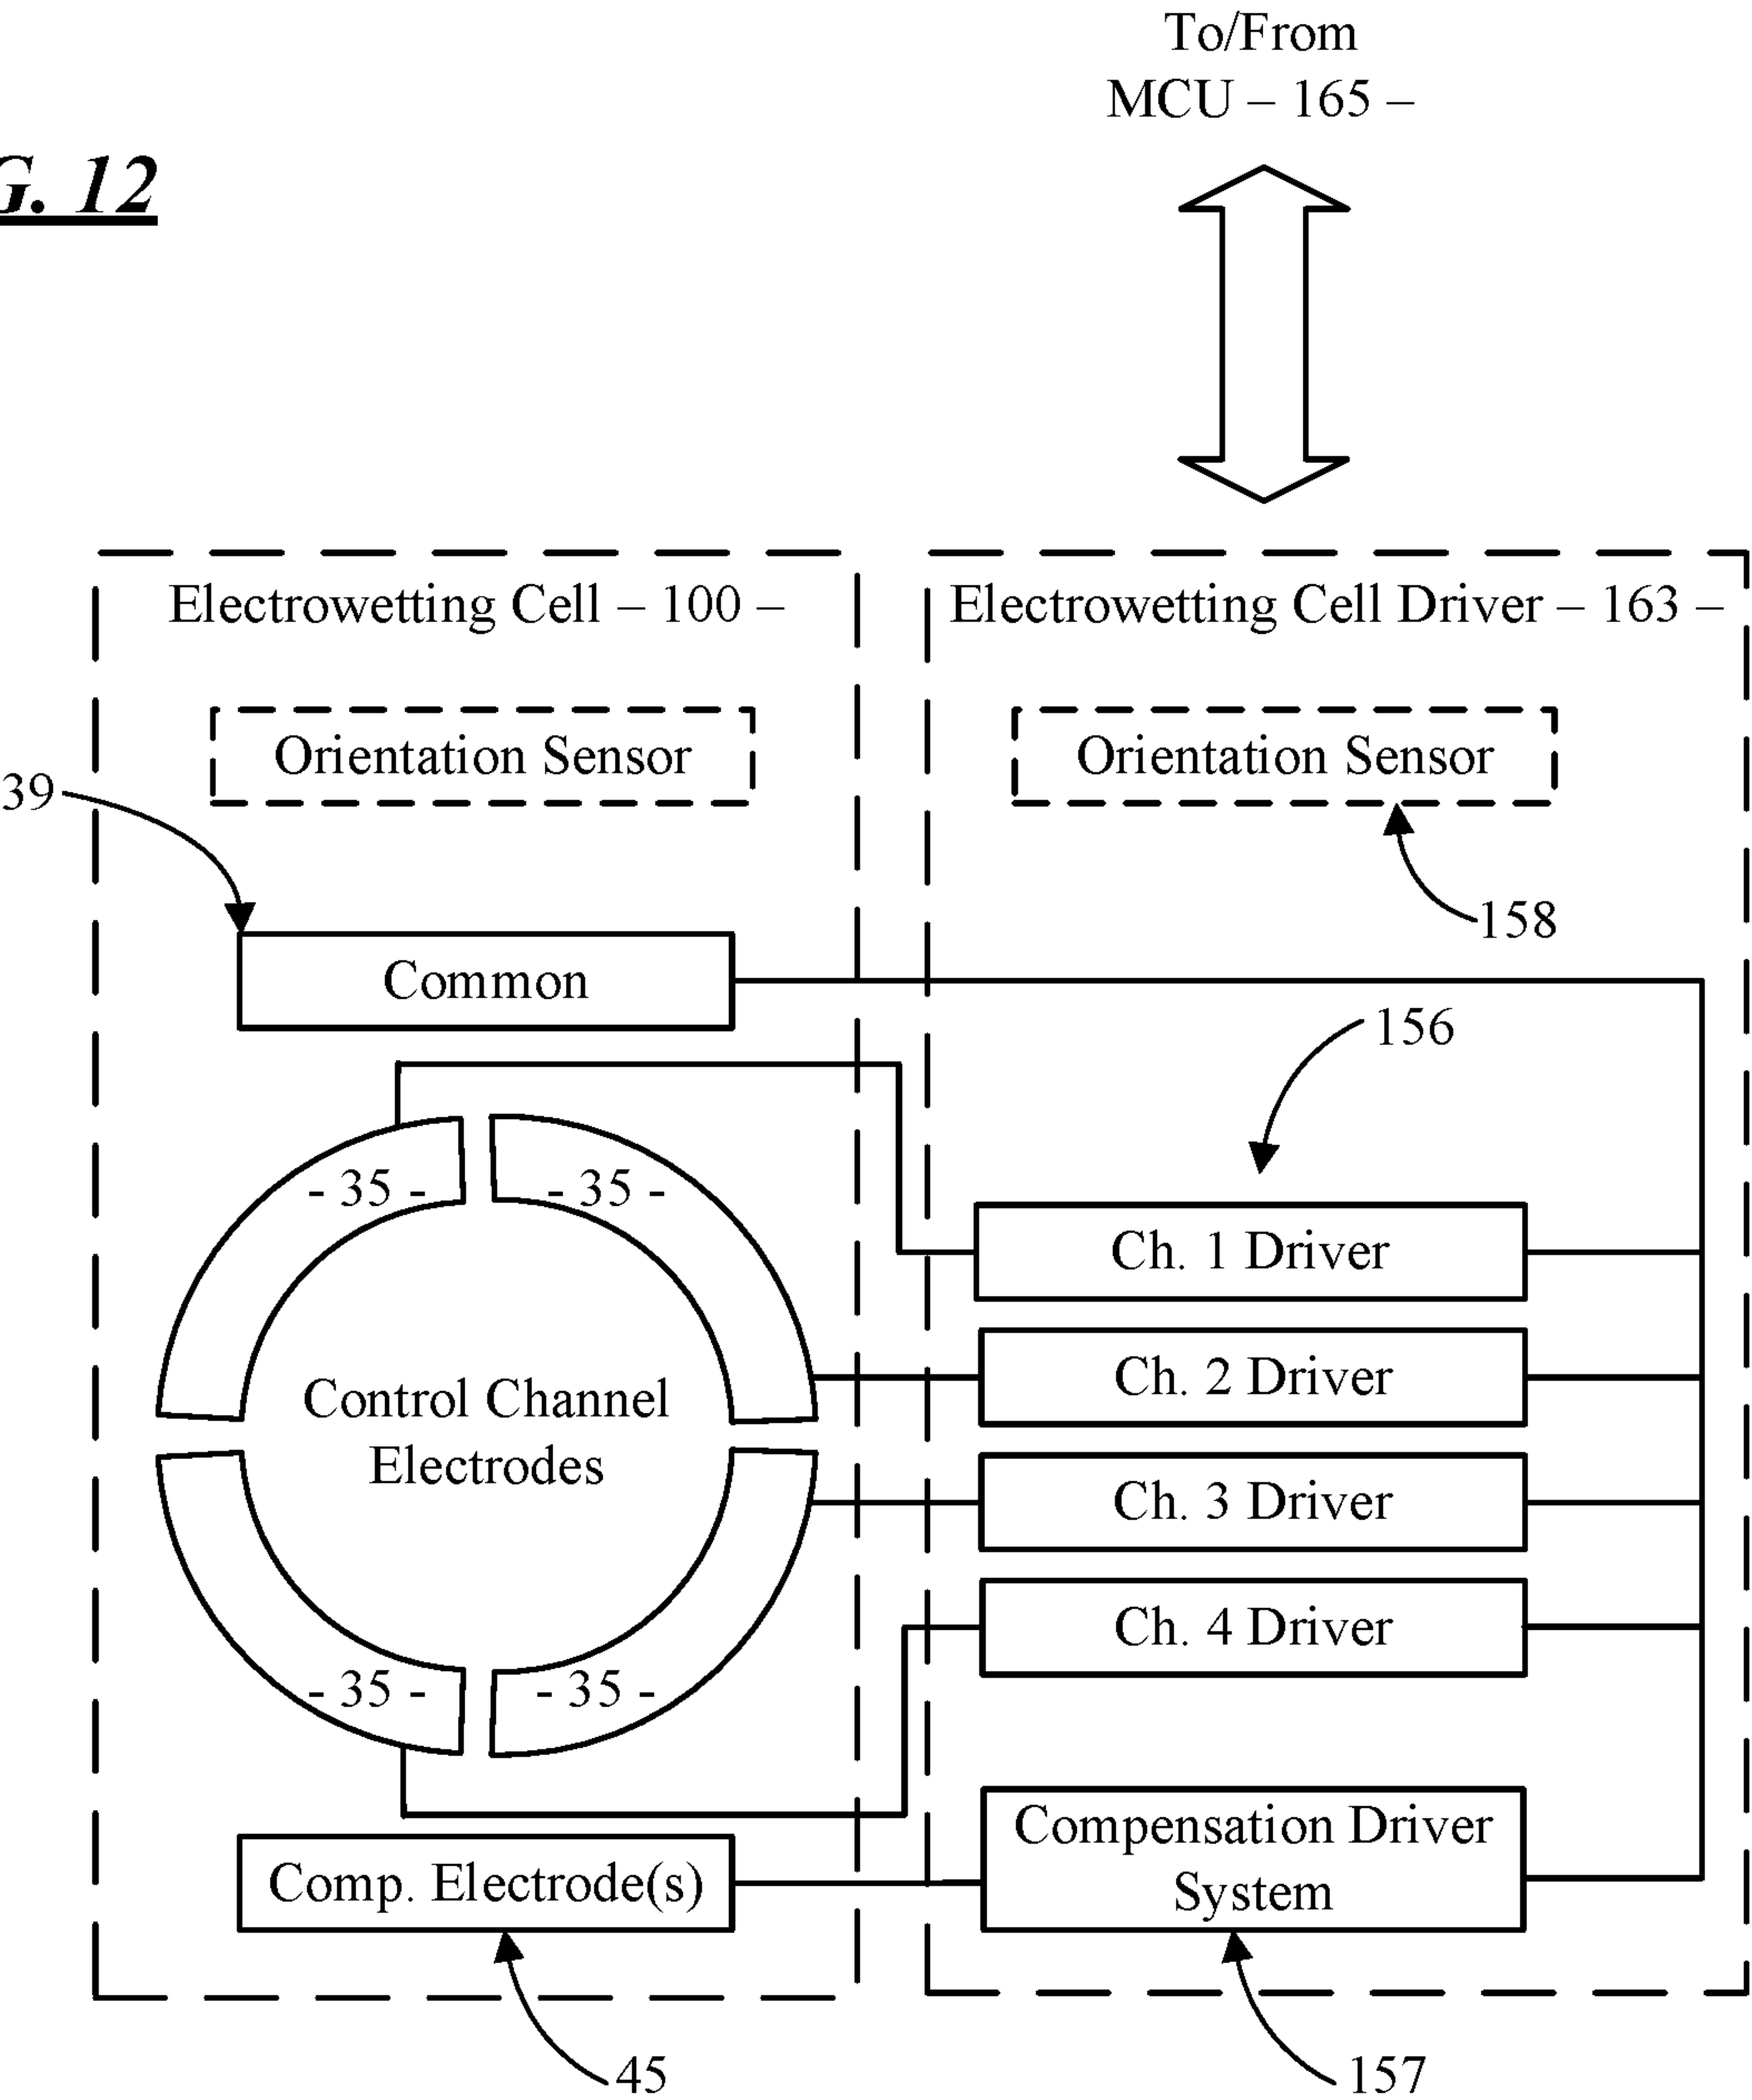 To/From
MCU – 165 –
G. 12
Electrowetting Cell – 100 –
Electrowetting Cell Driver – 163 –
Orientation Sensor
Orientation Sensor
39
158
Common
156
- 35 -
- 35 -
Ch. 1 Driver
Control Channel
Electrodes
Ch. 2 Driver
Ch. 3 Driver
Ch. 4 Driver
- 35 -
- 35 -
Compensation Driver
System
Comp. Electrode(s)
45
157